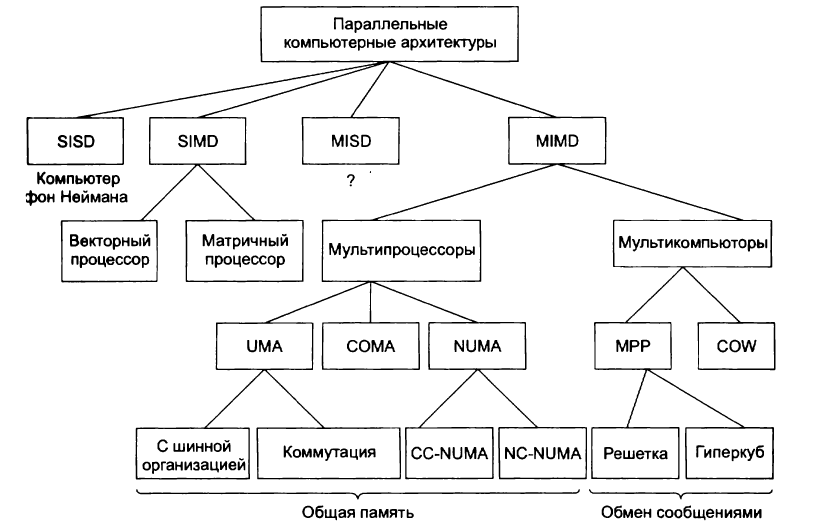 Параллельные
компьютерные архитектуры
SISD
SIMD
MISD
MIMD
Компьютер
фон Неймана
?
Векторный
процессор
Матричный
процессор
Мультипроцессоры
Мультикомпьюторы
UMA
COMA
NUMA
MPP
COW
С шинной
организацией
Коммутация
CC-NUMA
NC-NUMA
Решетка
Гиперкуб
Общая память
Обмен сообщениями